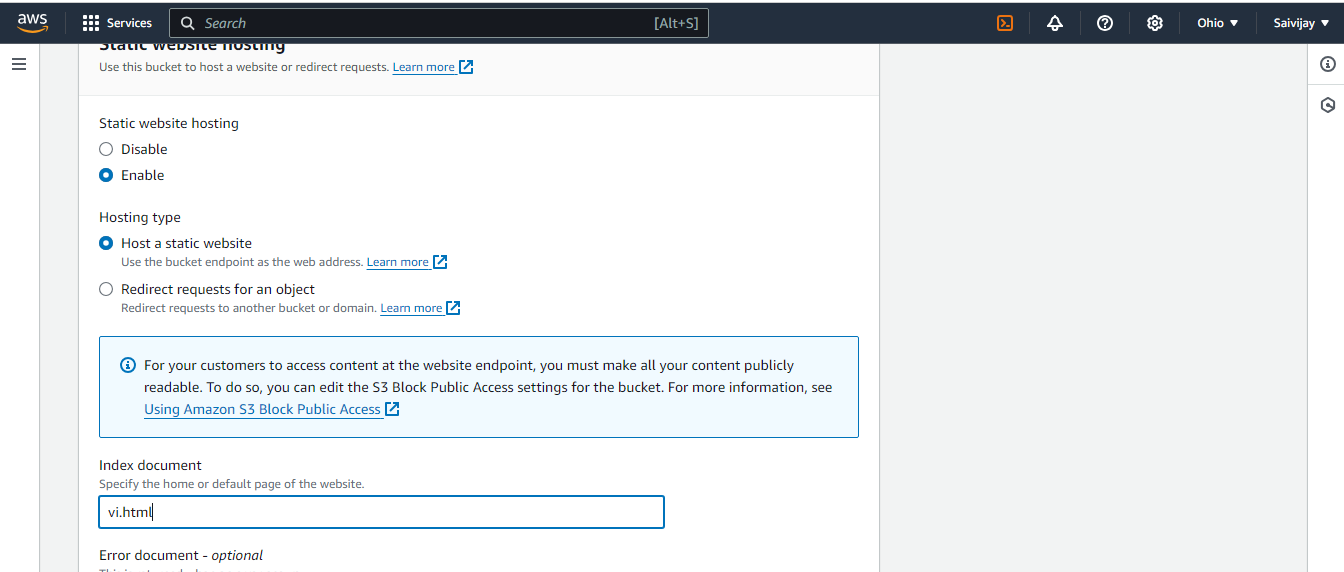 aws Services Search [Alt+S] Ohio Saivijay
Static website hosting
Use this bucket to host a website or redirect requests. Learn more
Static website hosting
Disable
Enable
Hosting type
Host a static website
Use the bucket endpoint as the web address. Learn more
Redirect requests for an object
Redirect requests to another bucket or domain. Learn more
For your customers to access content at the website endpoint, you must make all your content publicly
readable. To do so, you can edit the S3 Block Public Access settings for the bucket. For more information, see
Using Amazon S3 Block Public Access
Index document
Specify the home or default page of the website.
vi.html
Error document - optional